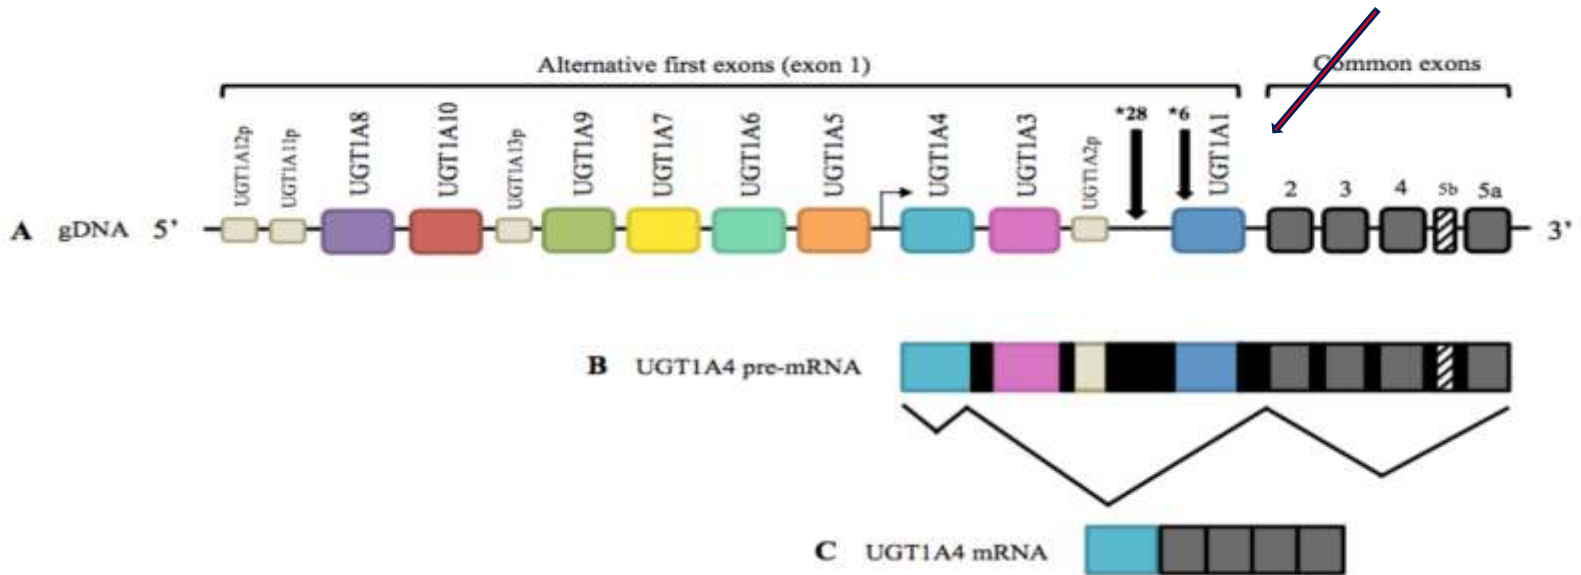 Alternative first exons (exon 1)
Common exons
UGT1A12p
UGT1A11p
UGT1A8
UGT1A10
UGT1A13p
UGT1A9
UGT1A7
UGT1A6
UGT1A5
UGT1A4
UGT1A3
UGT1A2p
*28
*6
UGT1A1
2
3
4
5b
5a
A gDNA 5' 3'
B UGT1A4 pre-mRNA
C UGT1A4 mRNA